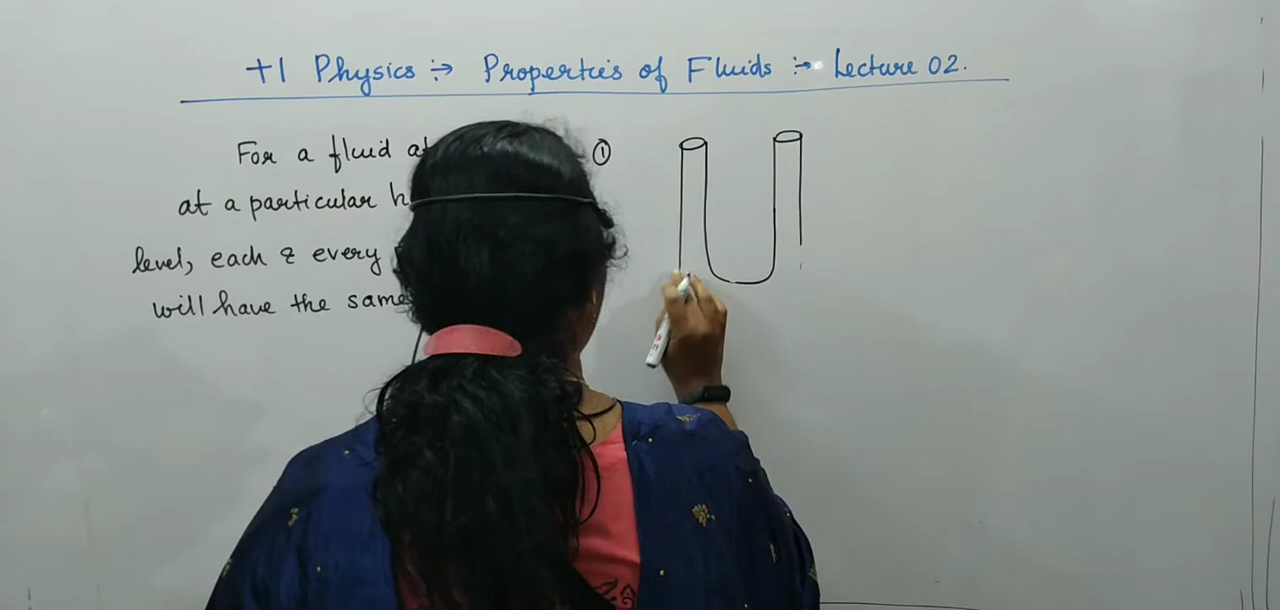 +1 Physics :→ Properties of Fluids :→ Lecture 02.
For a fluid at
at a particular h
level, each & every
will have the same
①